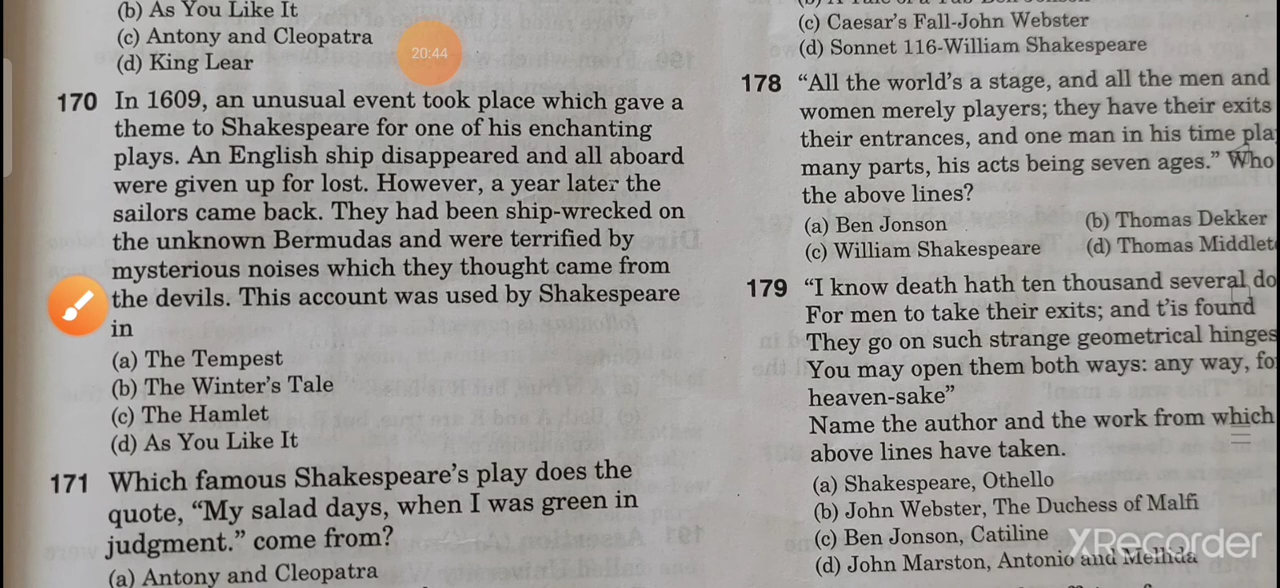 (b) As You Like It
(c) Antony and Cleopatra
(d) King Lear
20:44
170 In 1609, an unusual event took place which gave a
theme to Shakespeare for one of his enchanting
plays. An English ship disappeared and all aboard
were given up for lost. However, a year later the
sailors came back. They had been ship-wrecked on
the unknown Bermudas and were terrified by
mysterious noises which they thought came from
the devils. This account was used by Shakespeare
in
(a) The Tempest
(b) The Winter's Tale
(c) The Hamlet
(d) As You Like It
171 Which famous Shakespeare's play does the
quote, "My salad days, when I was green in
judgment." come from?
(a) Antony and Cleopatra
(c) Caesar's Fall-John Webster
(d) Sonnet 116-William Shakespeare
178 "All the world's a stage, and all the men and
women merely players; they have their exits
their entrances, and one man in his time pla
many parts, his acts being seven ages." Who
the above lines?
(a) Ben Jonson (b) Thomas Dekker
(c) William Shakespeare (d) Thomas Middlet
179 "I know death hath ten thousand several do
For men to take their exits; and t'is found
They go on such strange geometrical hinges
You may open them both ways: any way, fo
heaven-sake"
Name the author and the work from which
above lines have taken.
(a) Shakespeare, Othello
(b) John Webster, The Duchess of Malfi
(c) Ben Jonson, Catiline
(d) John Marston, Antonio and Mellida
XRecorder